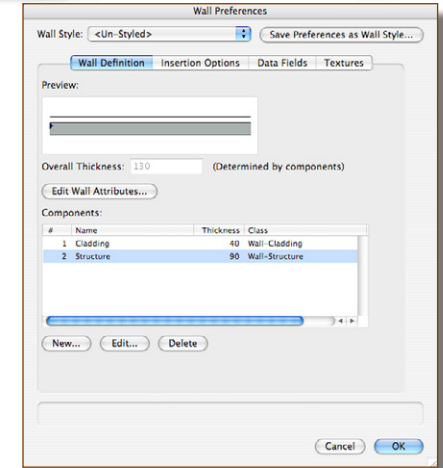 Wall Preferences
Wall Style: <Un-Styled> Save Preferences as Wall Style...
Wall Definition Insertion Options Data Fields Textures
Preview:
Overall Thickness: 130 (Determined by components)
Edit Wall Attributes...
Components:
# Name Thickness Class
1 Cladding 40 Wall-Cladding
2 Structure 90 Wall-Structure
New... Edit... Delete
Cancel OK